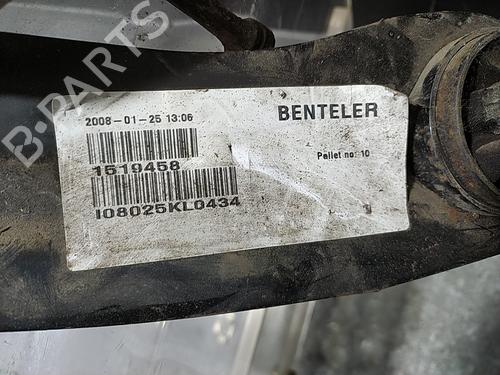 B-PARTS
2008-01-25 13:06
BENTELER
Pallet no: 10
1519458
I08025KL0434